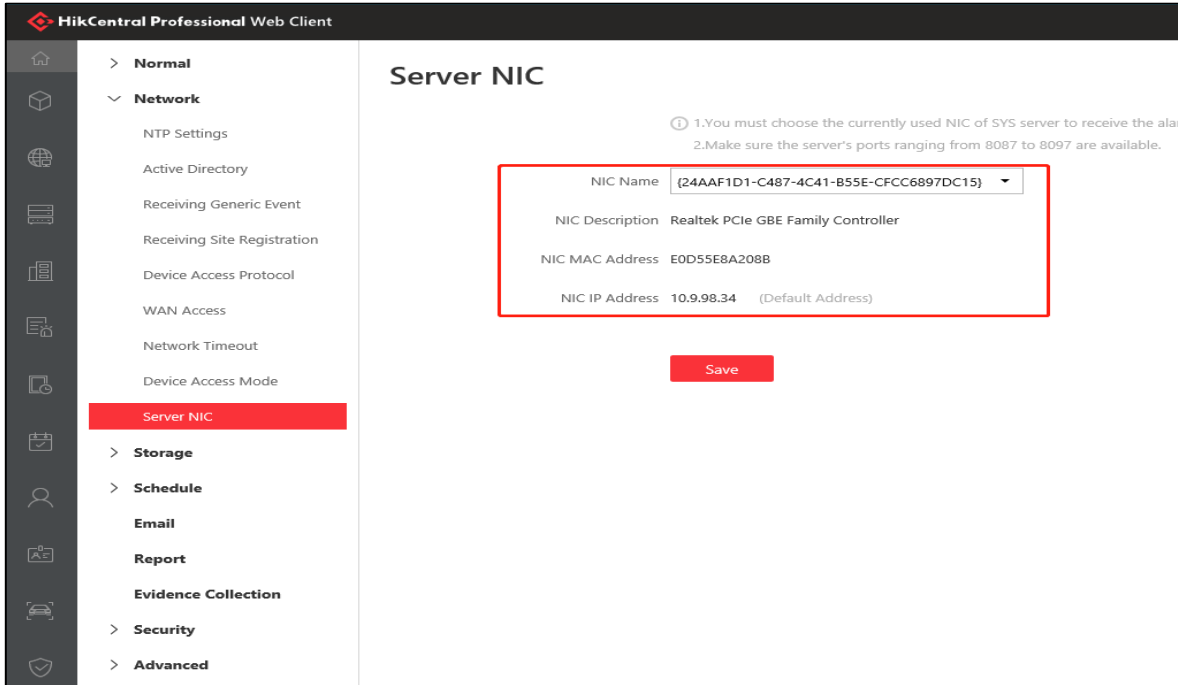 HikCentral Professional Web Client
Normal
Network
NTP Settings
Active Directory
Receiving Generic Event
Receiving Site Registration
Device Access Protocol
WAN Access
Network Timeout
Device Access Mode
Server NIC
Storage
Schedule
Email
Report
Evidence Collection
Security
Advanced
Server NIC
1.You must choose the currently used NIC of SYS server to receive the
2.Make sure the server's ports ranging from 8087 to 8097 are available.
NIC Name {24AAF1D1-C487-4C41-B55E-CFCC6897DC15}
NIC Description Realtek PCIe GBE Family Controller
NIC MAC Address E0D55E8A208B
NIC IP Address 10.9.98.34 (Default Address)
Save